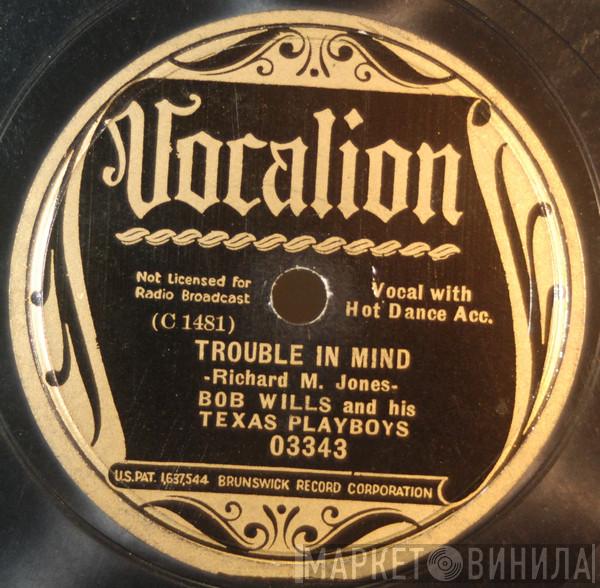 Vocalion
Not Licensed for
Radio Broadcast
(C 1481)
Vocal with
Hot Dance Acc.
TROUBLE IN MIND
-Richard M. Jones-
BOB WILLS and his
TEXAS PLAYBOYS
03343
U.S. PAT. 1,637,544 BRUNSWICK RECORD CORPORATION
МАРКЕТ ВИНИЛА